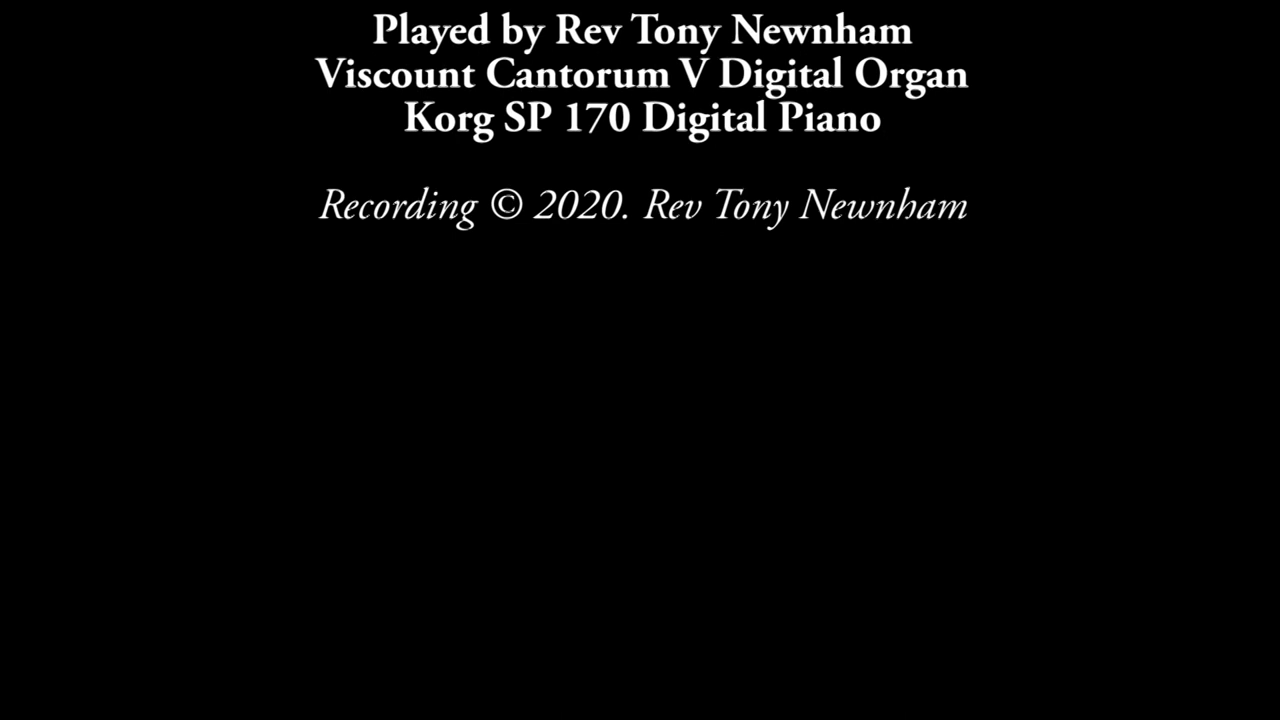 Played by Rev Tony Newnham
Viscount Cantorum V Digital Organ
Korg SP 170 Digital Piano
Recording © 2020. Rev Tony Newnham